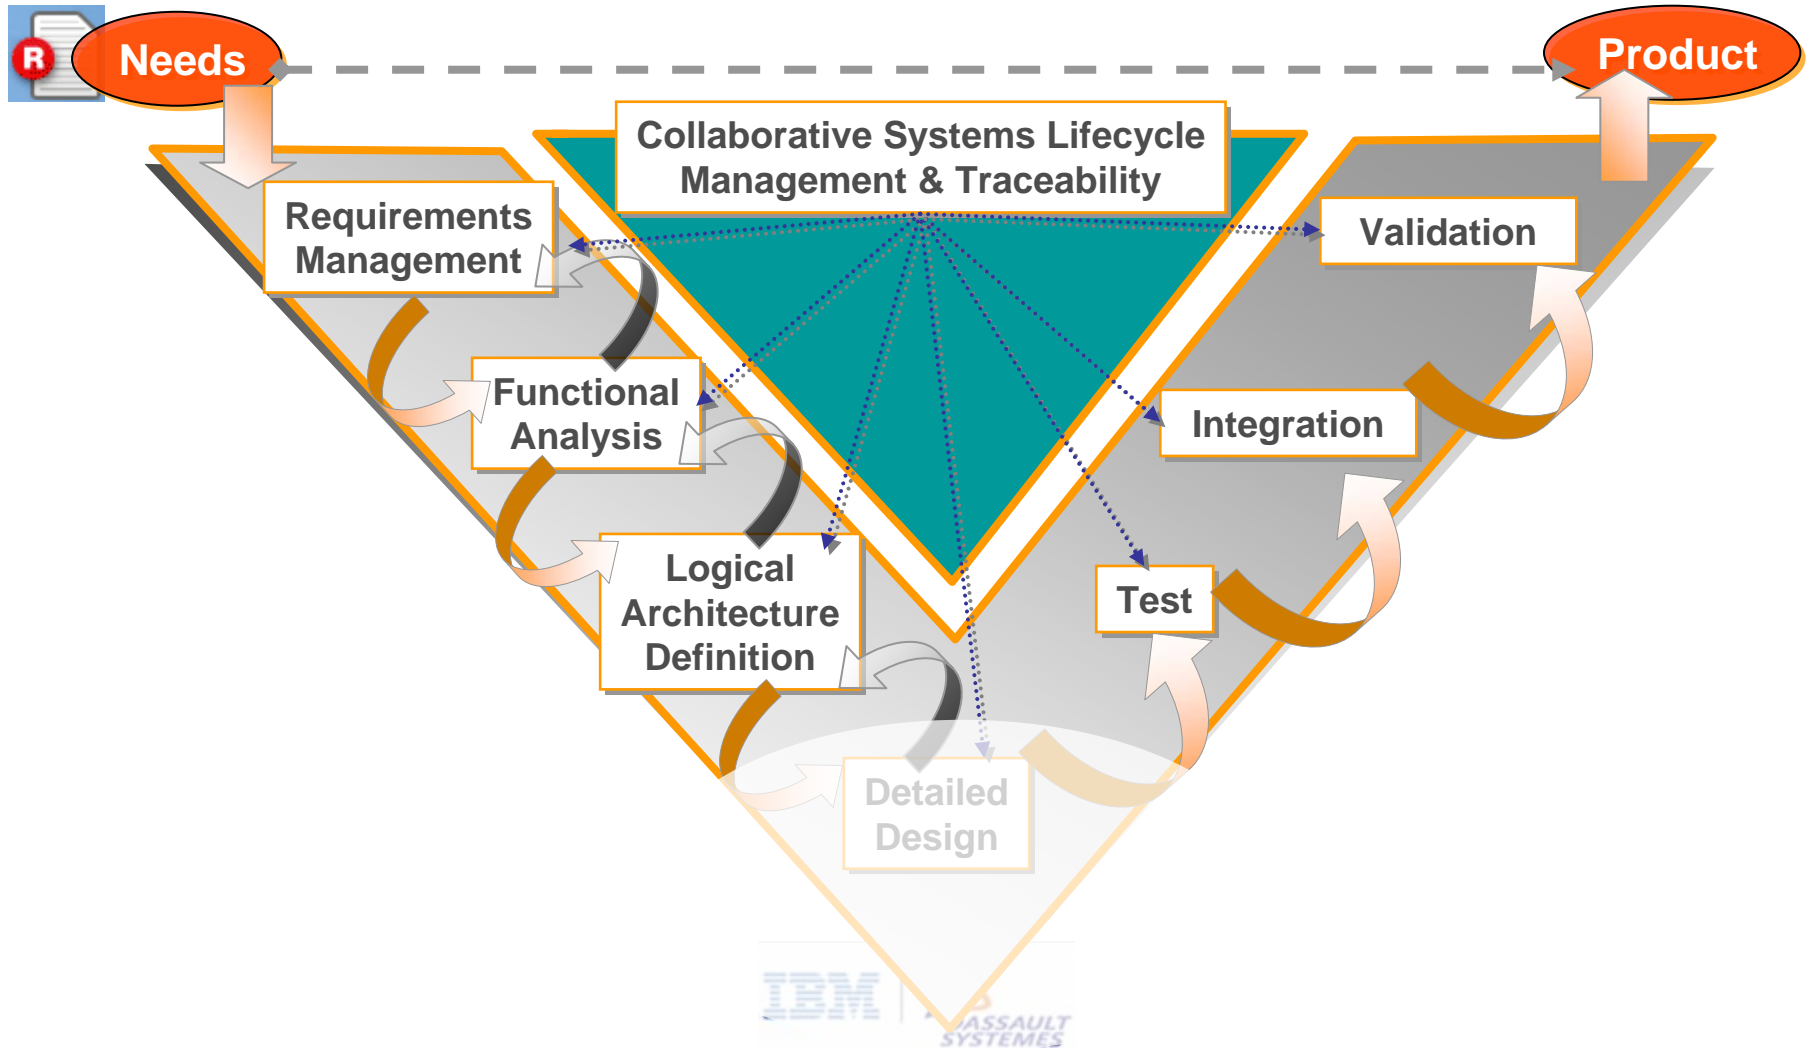 R
Needs
Product
Collaborative Systems Lifecycle
Management & Traceability
Requirements
Management
Validation
Functional
Analysis
Integration
Logical
Architecture
Definition
Test
Detailed
Design
IBM
DASSAULT
SYSTEMES